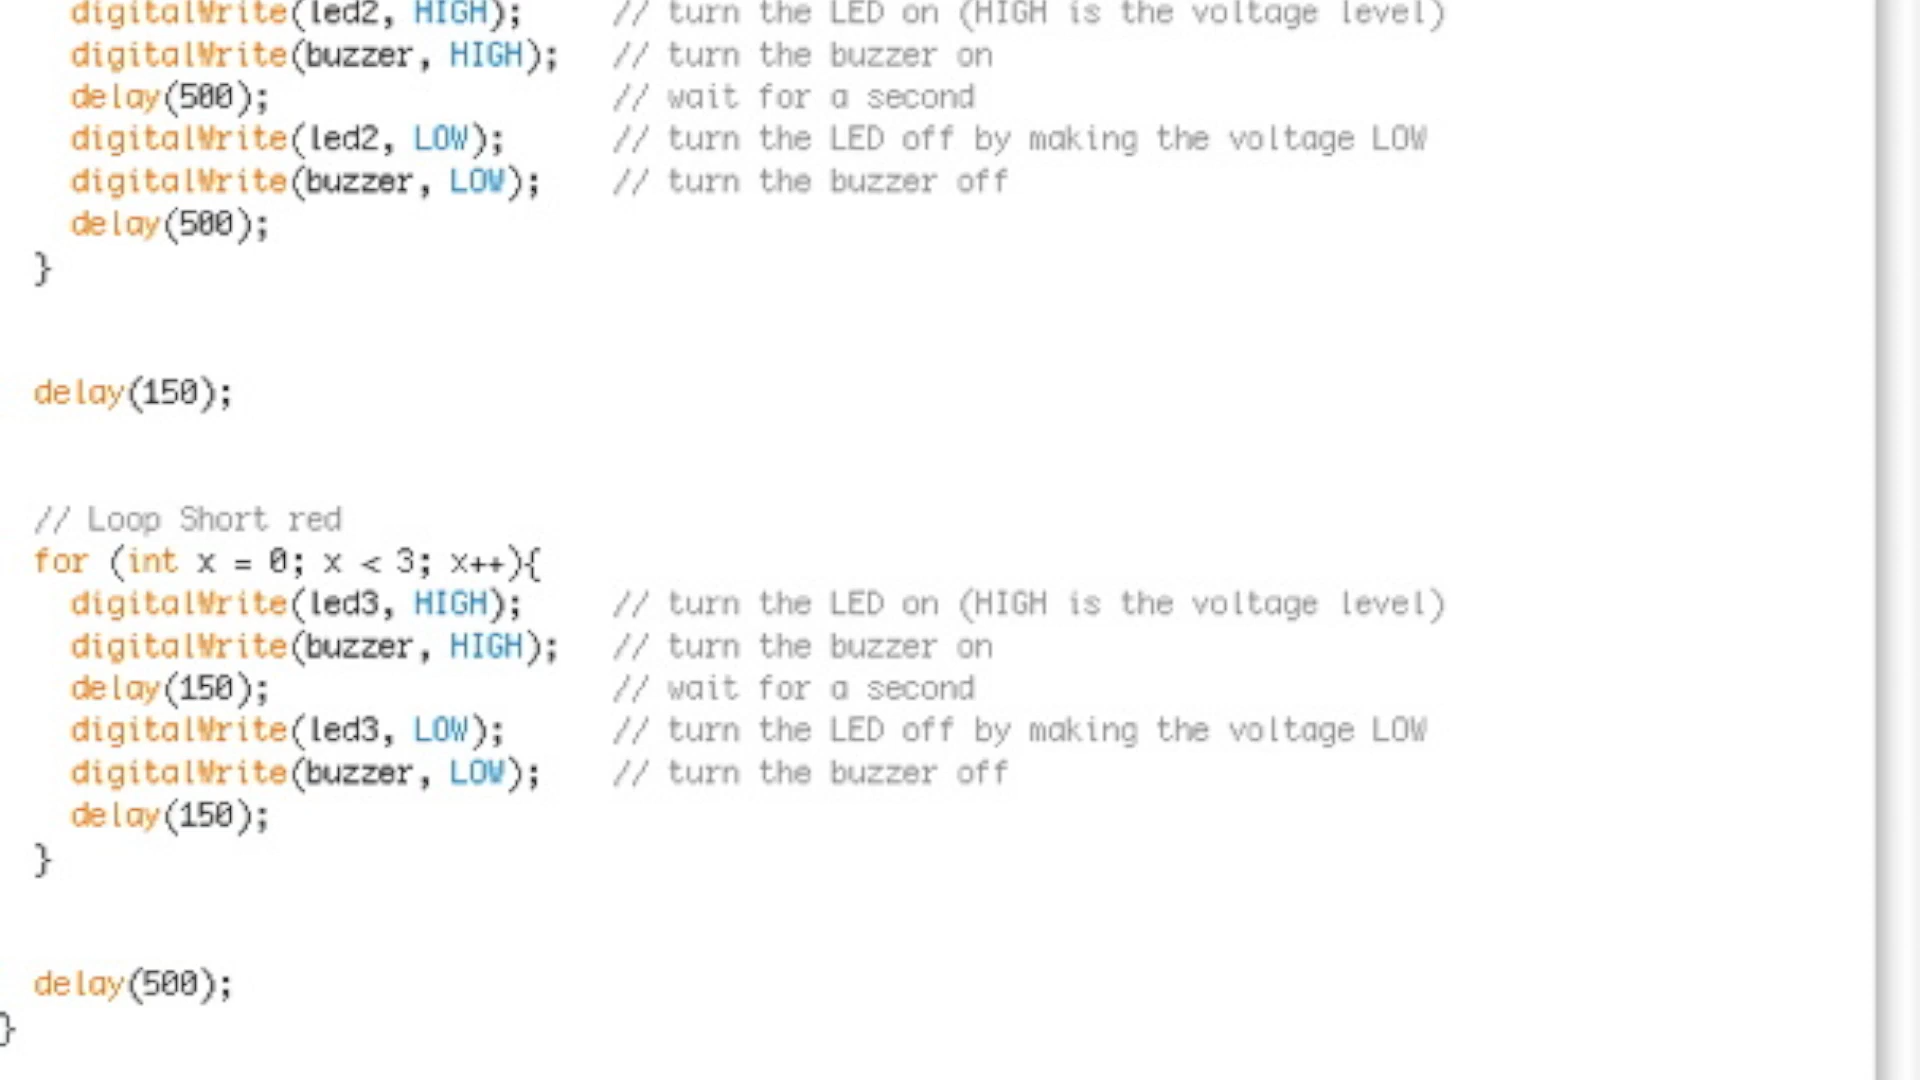 digitalWrite(led2, HIGH); // turn the LED on (HIGH is the voltage level)
digitalWrite(buzzer, HIGH); // turn the buzzer on
delay(500); // wait for a second
digitalWrite(led2, LOW); // turn the LED off by making the voltage LOW
digitalWrite(buzzer, LOW); // turn the buzzer off
delay(500);
}
delay(150);
// Loop Short red
for (int x = 0; x < 3; x++){
digitalWrite(led3, HIGH); // turn the LED on (HIGH is the voltage level)
digitalWrite(buzzer, HIGH); // turn the buzzer on
delay(150); // wait for a second
digitalWrite(led3, LOW); // turn the LED off by making the voltage LOW
digitalWrite(buzzer, LOW); // turn the buzzer off
delay(150);
}
delay(500);
}